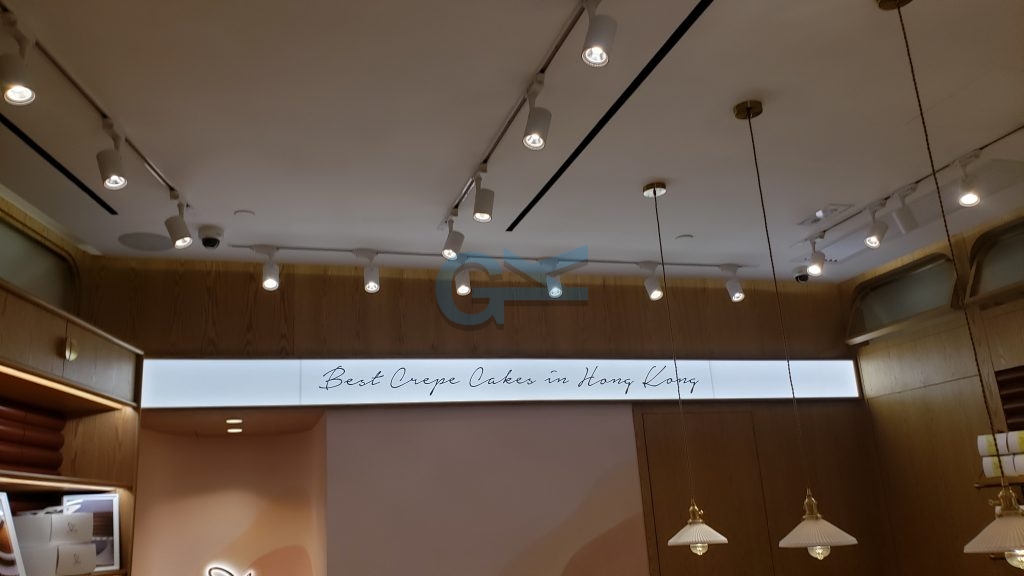 Best Crepe Cakes in Hong Kong